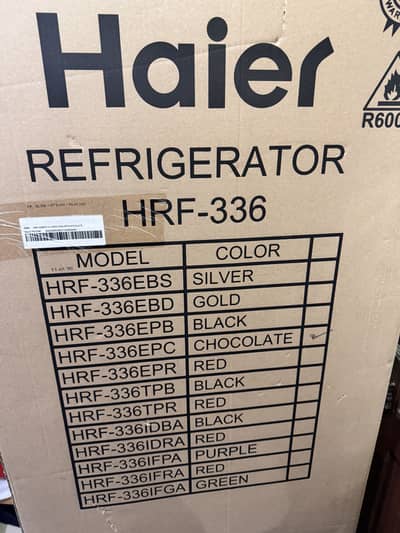 Haier
WAR
R600
REFRIGERATOR
HRF-336
MODEL COLOR
HRF-336EBS SILVER
HRF-336EBD GOLD
HRF-336EPB BLACK
HRF-336EPC CHOCOLATE ✓
HRF-336EPR RED
HRF-336TPB BLACK
HRF-336TPR RED
HRF-336IDBA BLACK
HRF-336IDRA RED
HRF-336IFPA PURPLE
HRF-336IFRA RED
HRF-336IFGA GREEN